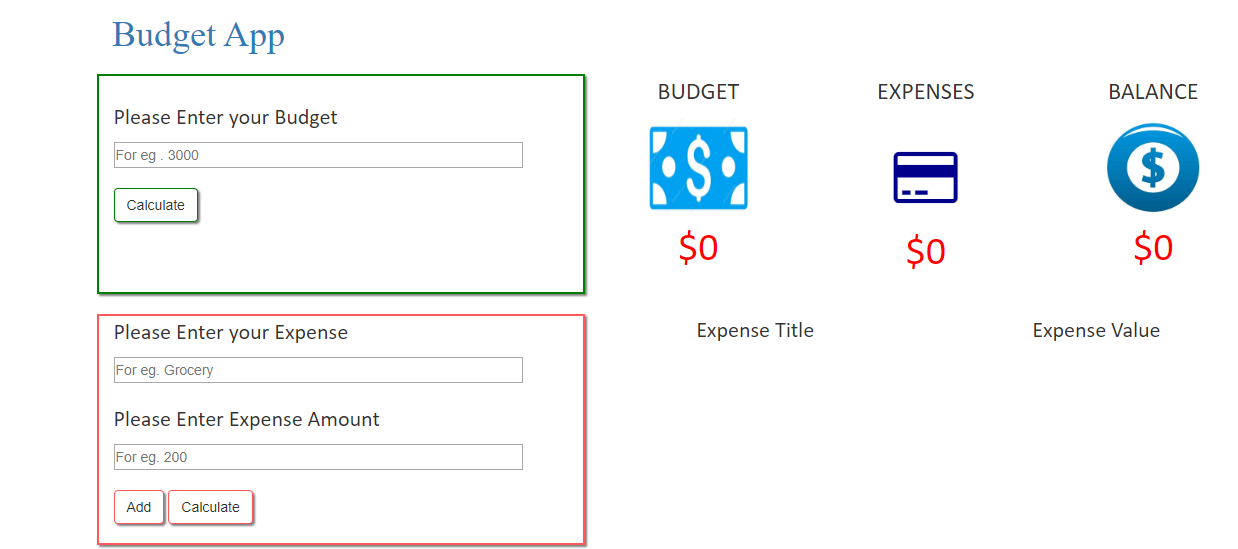 Budget App
Please Enter your Budget
For eg . 3000
Calculate
BUDGET EXPENSES BALANCE
$ $
$0 $0 $0
Please Enter your Expense
For eg. Grocery
Please Enter Expense Amount
For eg. 200
Add Calculate
Expense Title Expense Value